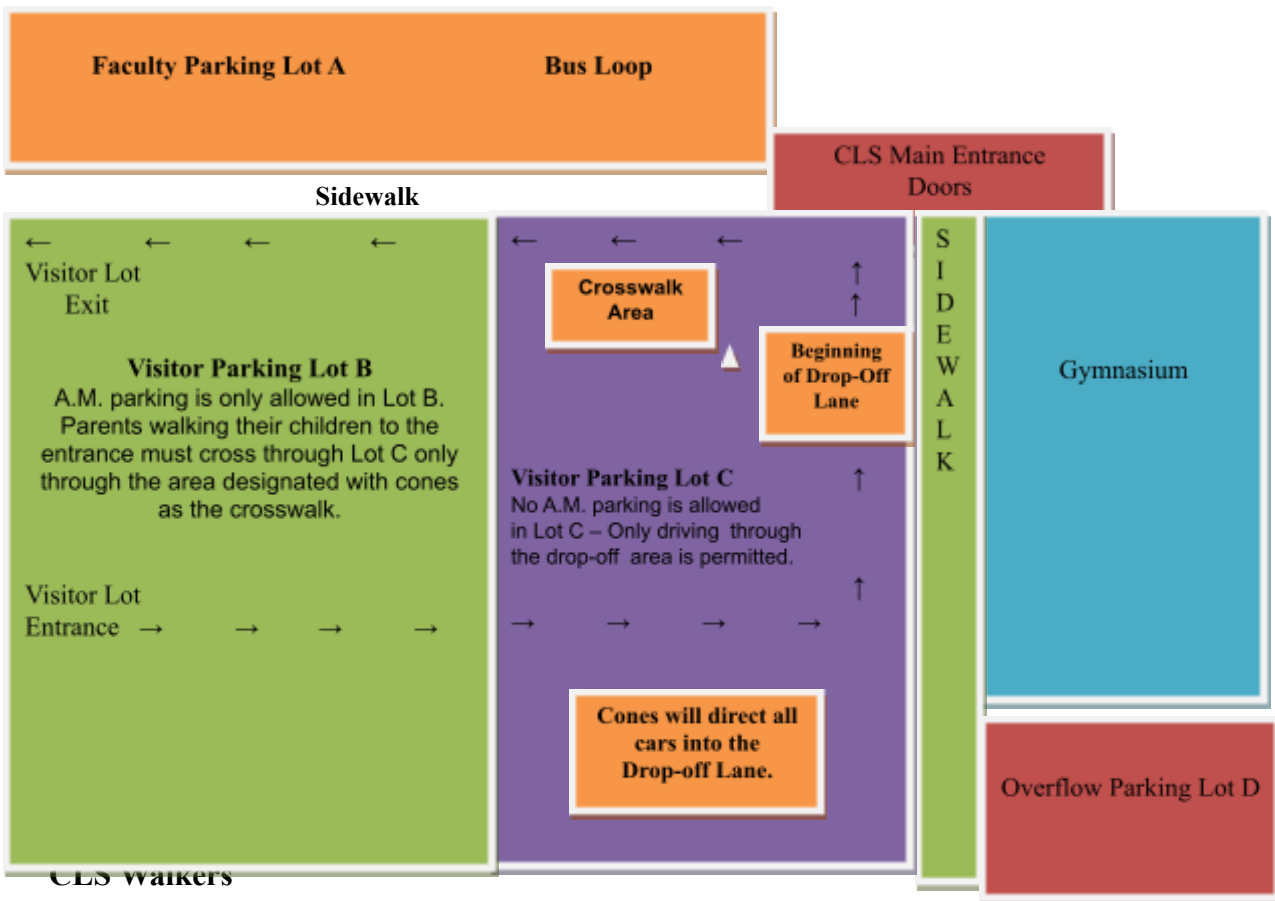 Faculty Parking Lot A
Bus Loop
CLS Main Entrance
Doors
Sidewalk
← ← ← ←
Visitor Lot
Exit
Visitor Parking Lot B
A.M. parking is only allowed in Lot B.
Parents walking their children to the
entrance must cross through Lot C only
through the area designated with cones
as the crosswalk.
Visitor Lot
Entrance → → → →
← ← ←
↑
↑
Crosswalk
Area
Beginning
of Drop-Off
Lane
Visitor Parking Lot C ↑
No A.M. parking is allowed
in Lot C – Only driving through
the drop-off area is permitted.
↑
→ → → →
Cones will direct all
cars into the
Drop-off Lane.
S
I
D
E
W
A
L
K
Gymnasium
Overflow Parking Lot D
CLS Walkers